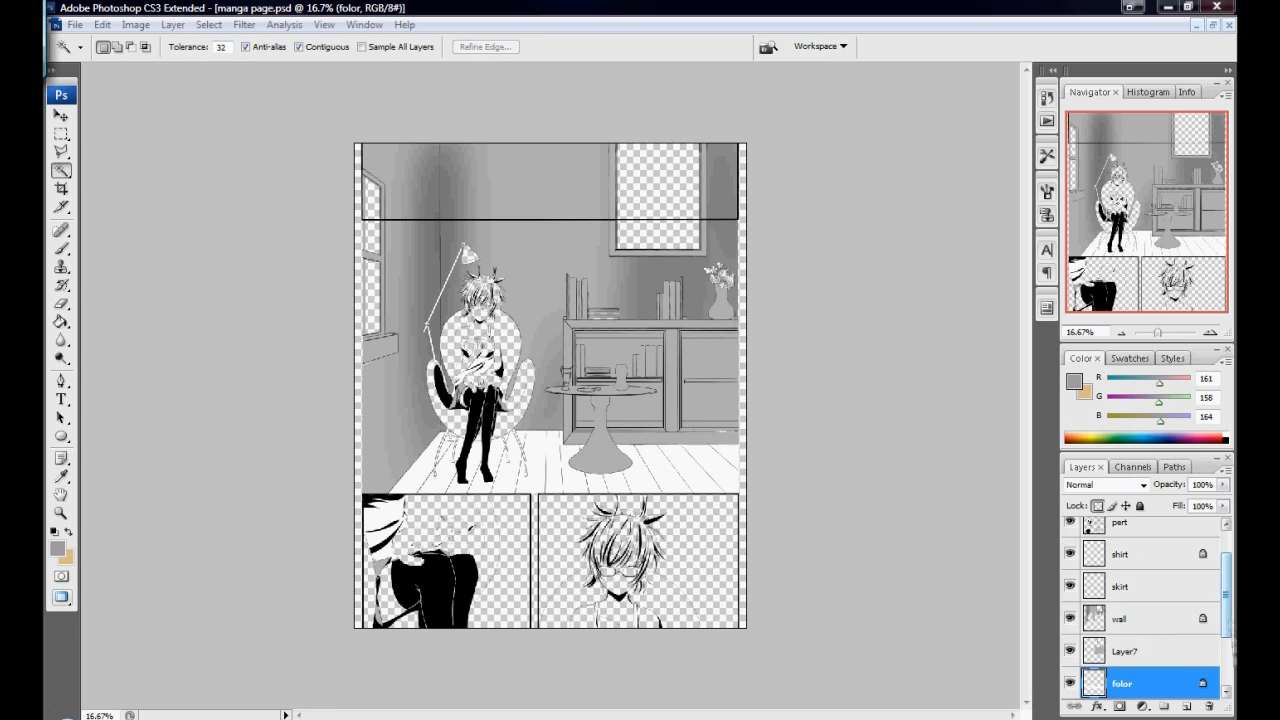 Adobe Photoshop CS3 Extended - [manga page.psd @ 16.7% (folor, RGB/8#)]
Ps File Edit Image Layer Select Filter Analysis View Window Help
Tolerance: 32 Anti-alias Contiguous Sample All Layers Refine Edge... Workspace
Ps
Navigator × Histogram Info
16.67%
Color × Swatches Styles
R 161
G 158
B 164
Layers × Channels Paths
Normal Opacity: 100%
Lock: Fill: 100%
pert
shirt
skirt
wall
Layer7
folor
16.67%